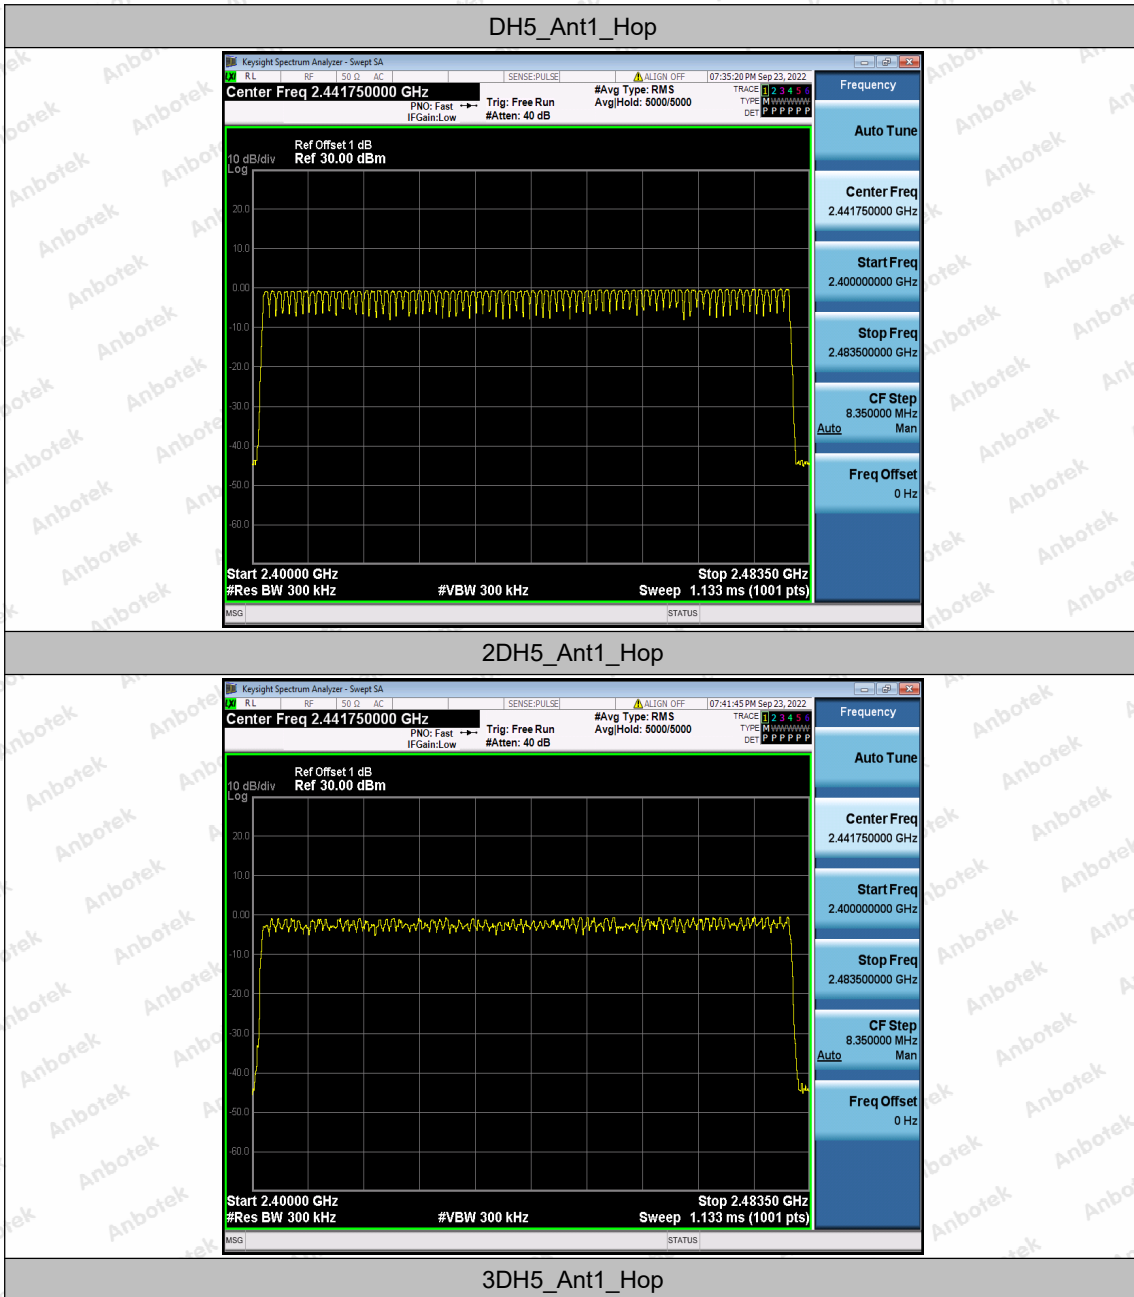 DH5_Ant1_Hop
Keysight Spectrum Analyzer - Swept SA
LXI RL RF 50 Ω AC SENSE:PULSE ALIGN OFF 07:35:20 PM Sep 23, 2022
Center Freq 2.441750000 GHz
PNO: Fast
IFGain:Low
Trig: Free Run
#Atten: 40 dB
#Avg Type: RMS
Avg|Hold: 5000/5000
TRACE 1 2 3 4 5 6
TYPE M WWWWW
DET P P P P P P
Ref Offset 1 dB
10 dB/div Ref 30.00 dBm
Log
20.0
10.0
0.00
-10.0
-20.0
-30.0
-40.0
-50.0
-60.0
Start 2.40000 GHz Stop 2.48350 GHz
#Res BW 300 kHz #VBW 300 kHz Sweep 1.133 ms (1001 pts)
MSG STATUS
Frequency
Auto Tune
Center Freq
2.441750000 GHz
Start Freq
2.400000000 GHz
Stop Freq
2.483500000 GHz
CF Step
8.350000 MHz
Auto Man
Freq Offset
0 Hz
2DH5_Ant1_Hop
Keysight Spectrum Analyzer - Swept SA
LXI RL RF 50 Ω AC SENSE:PULSE ALIGN OFF 07:41:45 PM Sep 23, 2022
Center Freq 2.441750000 GHz
PNO: Fast
IFGain:Low
Trig: Free Run
#Atten: 40 dB
#Avg Type: RMS
Avg|Hold: 5000/5000
TRACE 1 2 3 4 5 6
TYPE M WWWWW
DET P P P P P P
Ref Offset 1 dB
10 dB/div Ref 30.00 dBm
Log
20.0
10.0
0.00
-10.0
-20.0
-30.0
-40.0
-50.0
-60.0
Start 2.40000 GHz Stop 2.48350 GHz
#Res BW 300 kHz #VBW 300 kHz Sweep 1.133 ms (1001 pts)
MSG STATUS
Frequency
Auto Tune
Center Freq
2.441750000 GHz
Start Freq
2.400000000 GHz
Stop Freq
2.483500000 GHz
CF Step
8.350000 MHz
Auto Man
Freq Offset
0 Hz
3DH5_Ant1_Hop
Anbotek